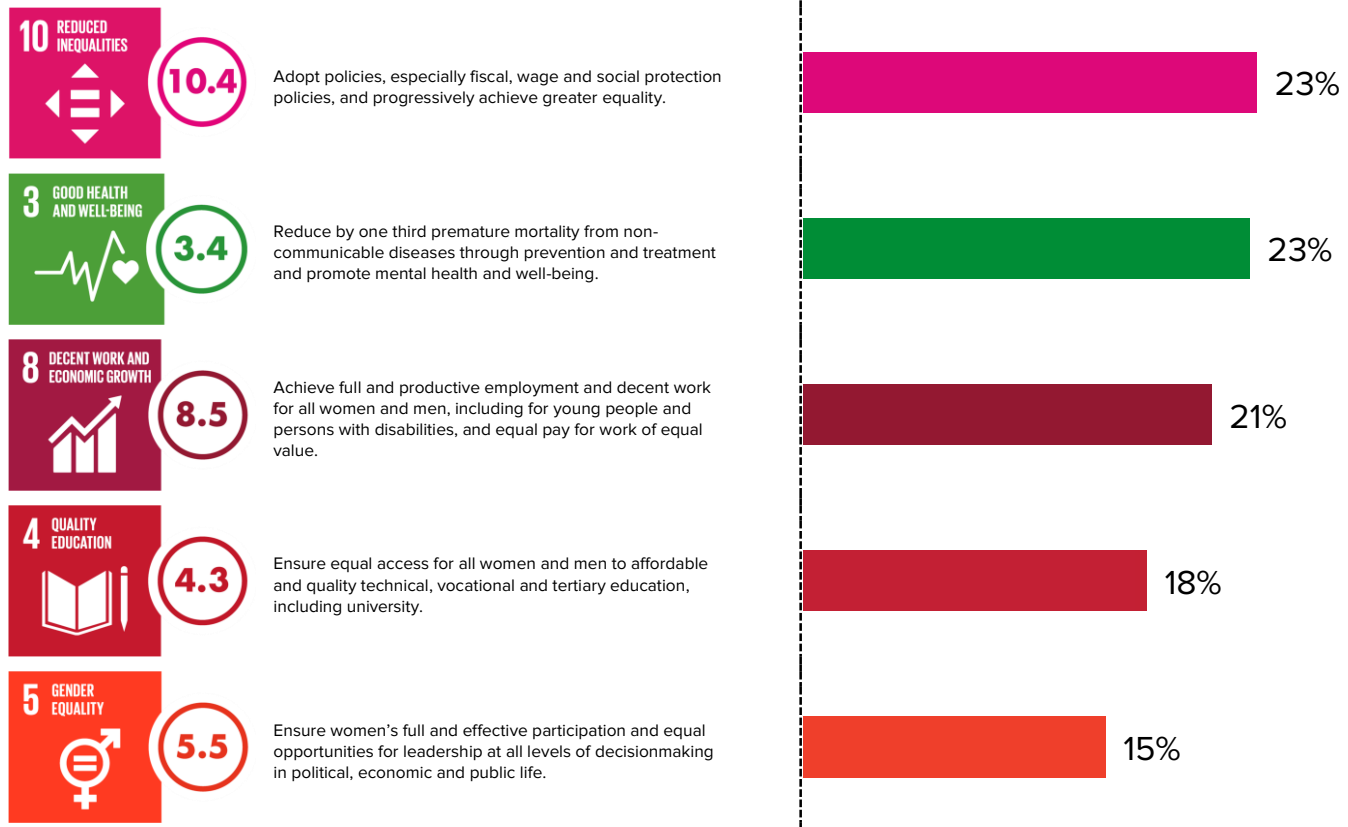 10 REDUCED
INEQUALITIES
10.4
Adopt policies, especially fiscal, wage and social protection
policies, and progressively achieve greater equality.
23%
3 GOOD HEALTH
AND WELL-BEING
3.4
Reduce by one third premature mortality from non-
communicable diseases through prevention and treatment
and promote mental health and well-being.
23%
8 DECENT WORK AND
ECONOMIC GROWTH
8.5
Achieve full and productive employment and decent work
for all women and men, including for young people and
persons with disabilities, and equal pay for work of equal
value.
21%
4 QUALITY
EDUCATION
4.3
Ensure equal access for all women and men to affordable
and quality technical, vocational and tertiary education,
including university.
18%
5 GENDER
EQUALITY
5.5
Ensure women’s full and effective participation and equal
opportunities for leadership at all levels of decisionmaking
in political, economic and public life.
15%